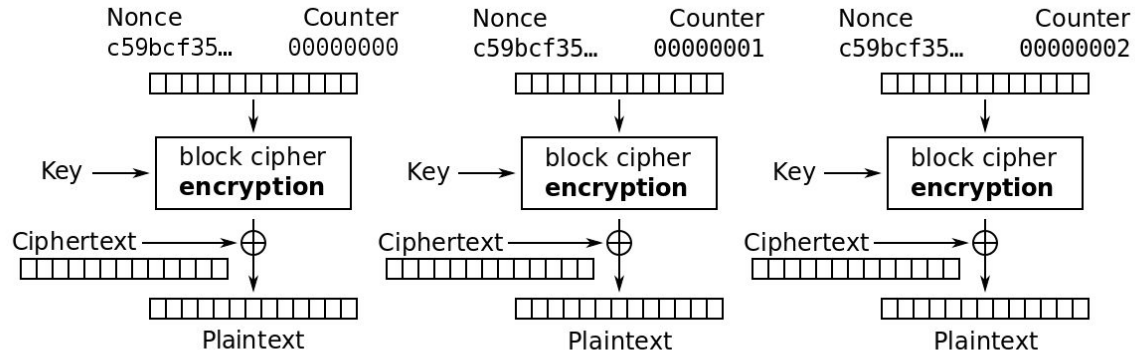 Nonce Counter Nonce Counter Nonce Counter
c59bcf35… 00000000 c59bcf35… 00000001 c59bcf35… 00000002
block cipher block cipher block cipher
Key encryption Key encryption Key encryption
Ciphertext Ciphertext Ciphertext
Plaintext Plaintext Plaintext